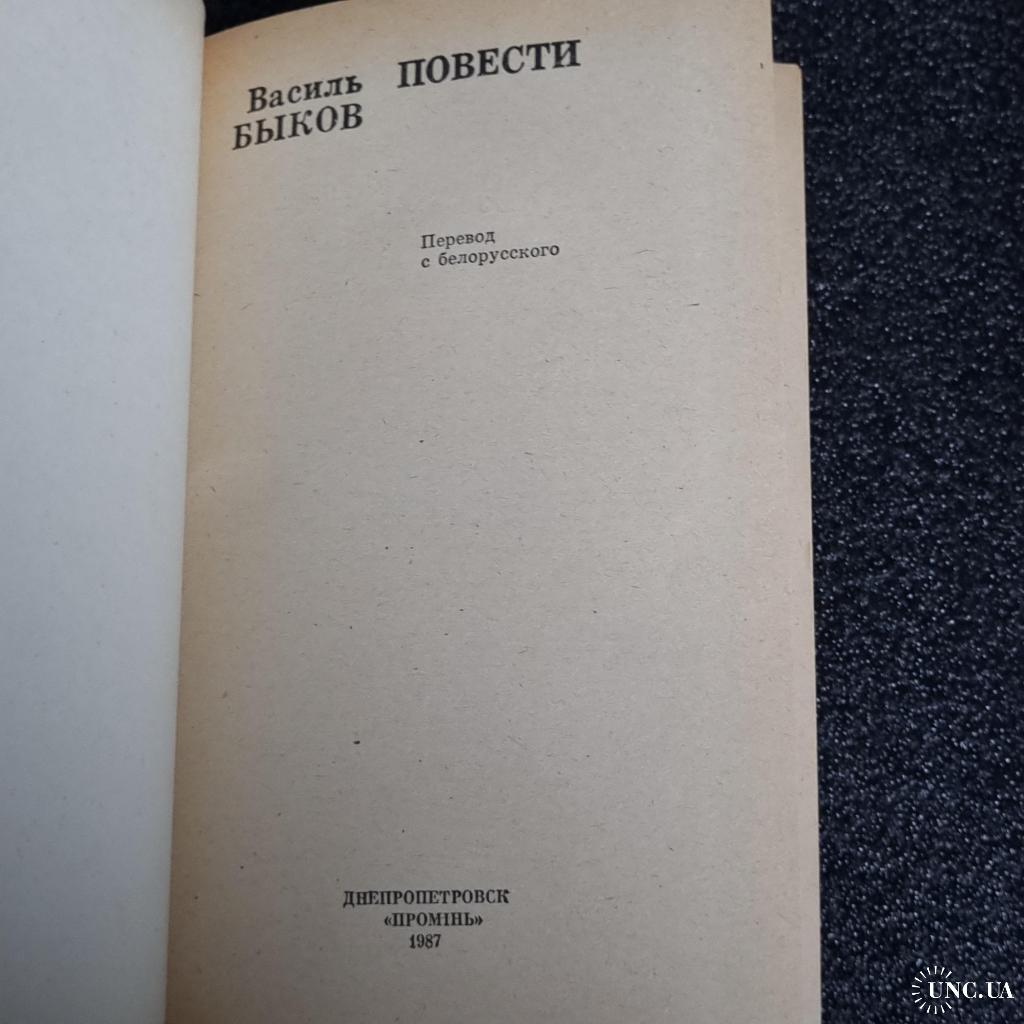 Василь
БЫКОВ
ПОВЕСТИ
Перевод
с белорусского
ДНЕПРОПЕТРОВСК
«ПРОМІНЬ»
1987
UNC.UA